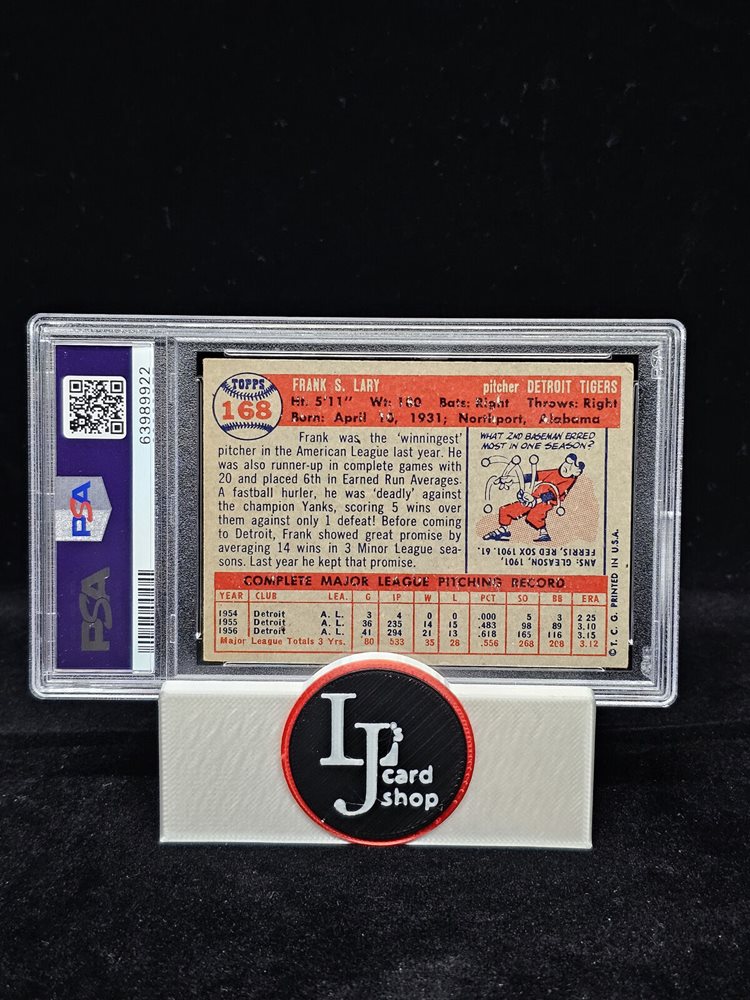 63989922
PSA
PSA
TOPPS
168
FRANK S. LARY pitcher DETROIT TIGERS
Ht: 5'11" Wt: 180 Bats: Right Throws: Right
Born: April 10, 1931; Northport, Alabama
Frank was the 'winningest'
pitcher in the American League last year. He
was also runner-up in complete games with
20 and placed 6th in Earned Run Averages.
A fastball hurler, he was 'deadly' against
the champion Yanks, scoring 5 wins over
them against only 1 defeat! Before coming
to Detroit, Frank showed great promise by
averaging 14 wins in 3 Minor League sea-
sons. Last year he kept that promise.
WHAT 2ND BASEMAN ERRED
MOST IN ONE SEASON?
ANS: GLEASON, 1901,
FERRIS, RED SOX 1901. 61.
COMPLETE MAJOR LEAGUE PITCHING RECORD
YEAR CLUB LEA. G IP W L PCT SO BB ERA
1954 Detroit A. L. 3 4 0 0 .000 5 3 2.25
1955 Detroit A. L. 36 235 14 15 .483 98 89 3.10
1956 Detroit A. L. 41 294 21 13 .618 165 116 3.15
Major League Totals 3 Yrs. 80 533 35 28 .556 268 208 3.12
© T. C. G. PRINTED IN U.S.A.
LJ's
card
shop